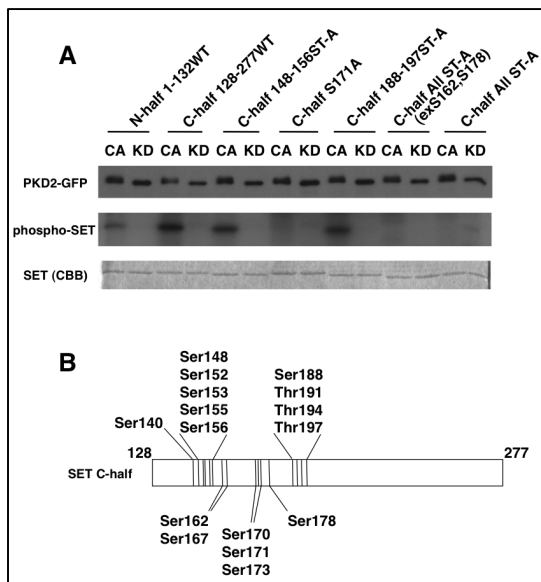 A
N-half 1-132WT
C-half 128-277WT
C-half 148-156ST-A
C-half S171A
C-half 188-197ST-A
C-half All ST-A
(exS162,S178)
C-half All ST-A
CA KD CA KD CA KD CA KD CA KD CA KD CA KD
PKD2-GFP
phospho-SET
SET (CBB)
B
Ser148
Ser152
Ser153
Ser155
Ser156
Ser140
Ser188
Thr191
Thr194
Thr197
128
277
SET C-half
Ser162
Ser167
Ser170
Ser171
Ser173
Ser178